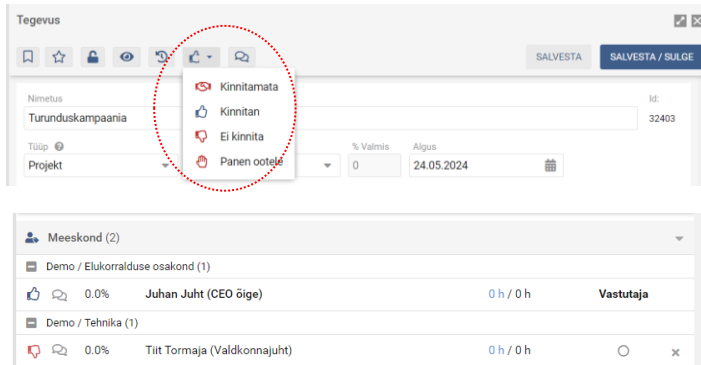 Tegevus
SALVESTA
SALVESTA / SULGE
Kinnitamata
Kinnitan
Ei kinnita
Panen ootele
Nimetus
Id:
Turunduskampaania
32403
Tüüp
% Valmis
Algus
Projekt
0
24.05.2024
Meeskond (2)
Demo / Elukorralduse osakond (1)
0.0% Juhan Juht (CEO õige) 0 h / 0 h Vastutaja
Demo / Tehnika (1)
0.0% Tiit Tormaja (Valdkonnajuht) 0 h / 0 h